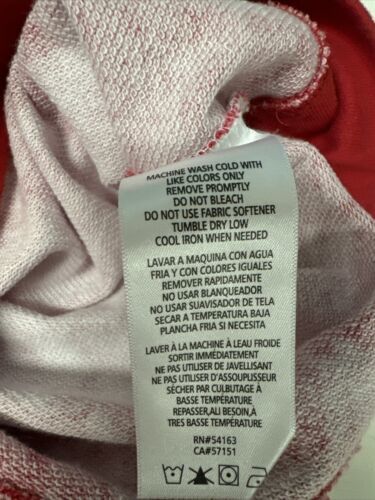 MACHINE WASH COLD WITH
LIKE COLORS ONLY
REMOVE PROMPTLY
DO NOT BLEACH
DO NOT USE FABRIC SOFTENER
TUMBLE DRY LOW
COOL IRON WHEN NEEDED
LAVAR A MAQUINA CON AGUA
FRIA Y CON COLORES IGUALES
REMOVER RAPIDAMENTE
NO USAR BLANQUEADOR
NO USAR SUAVISADOR DE TELA
SECAR A TEMPERATURA BAJA
PLANCHA FRIA SI NECESITA
LAVER À LA MACHINE À L'EAU FROIDE
SORTIR IMMÉDIATEMENT
NE PAS UTILISER DE JAVELLISANT
NE PAS UTILISER D'ASSOUPLISEUR
SÉCHER PAR CULBUTAGE À
BASSE TEMPÉRATURE
REPASSER,ALI BESOIN,À
TRES BASSE TEMPÉRATURE
RN#54163
CA#57151